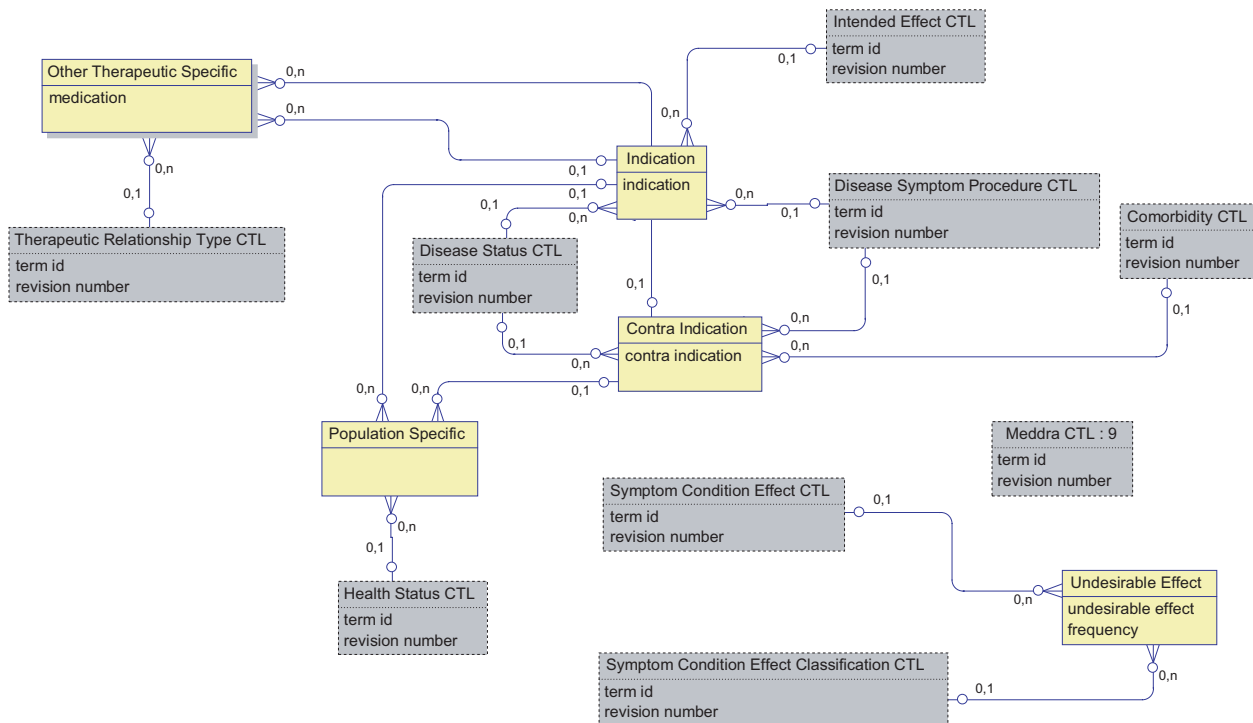 Intended Effect CTL
term id
revision number
0,1
0,n
Other Therapeutic Specific
medication
0,n
0,n
0,n
0,1
Therapeutic Relationship Type CTL
term id
revision number
Indication
indication
0,1
0,1
0,n
0,n
0,1
Disease Symptom Procedure CTL
term id
revision number
0,1
Comorbidity CTL
term id
revision number
0,1
0,1
Disease Status CTL
term id
revision number
0,1
0,1
Contra Indication
contra indication
0,n
0,n
0,n
0,1
0,n
0,n
Population Specific
0,n
0,1
Health Status CTL
term id
revision number
Meddra CTL : 9
term id
revision number
Symptom Condition Effect CTL
term id
revision number
0,1
0,n
Undesirable Effect
undesirable effect
frequency
0,n
Symptom Condition Effect Classification CTL
term id
revision number
0,1